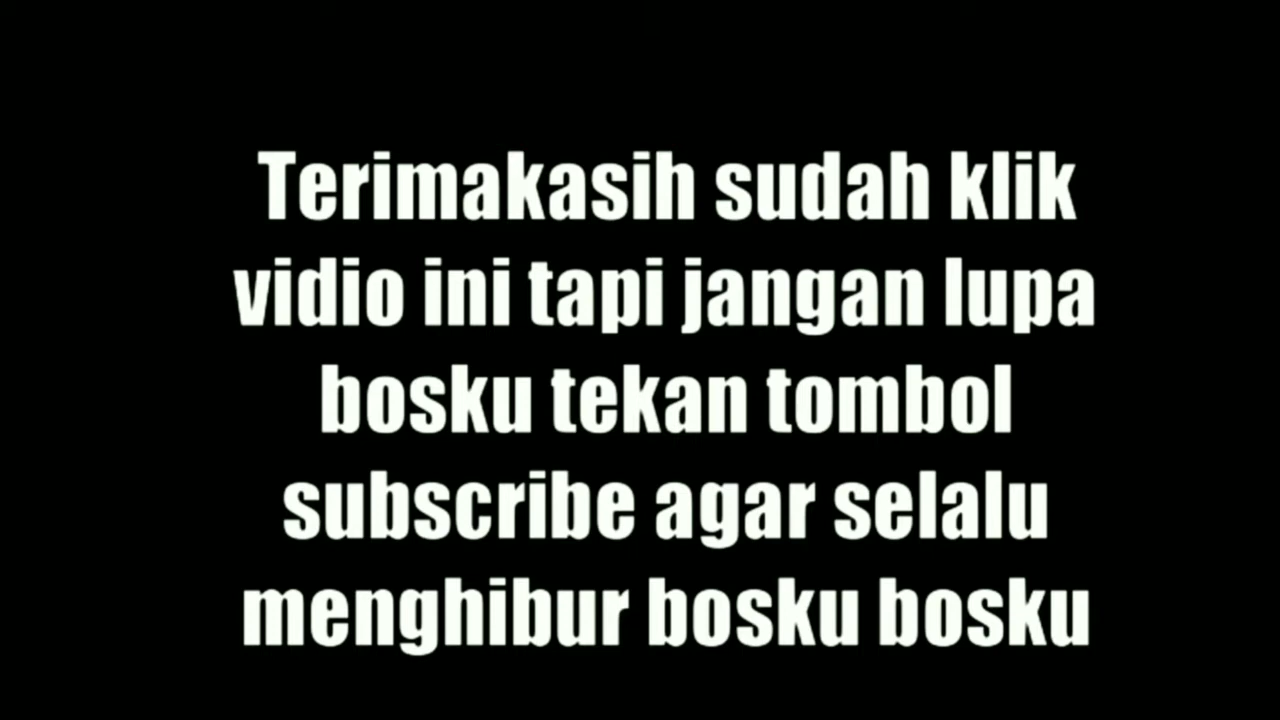 Terimakasih sudah klik
vidio ini tapi jangan lupa
bosku tekan tombol
subscribe agar selalu
menghibur bosku bosku